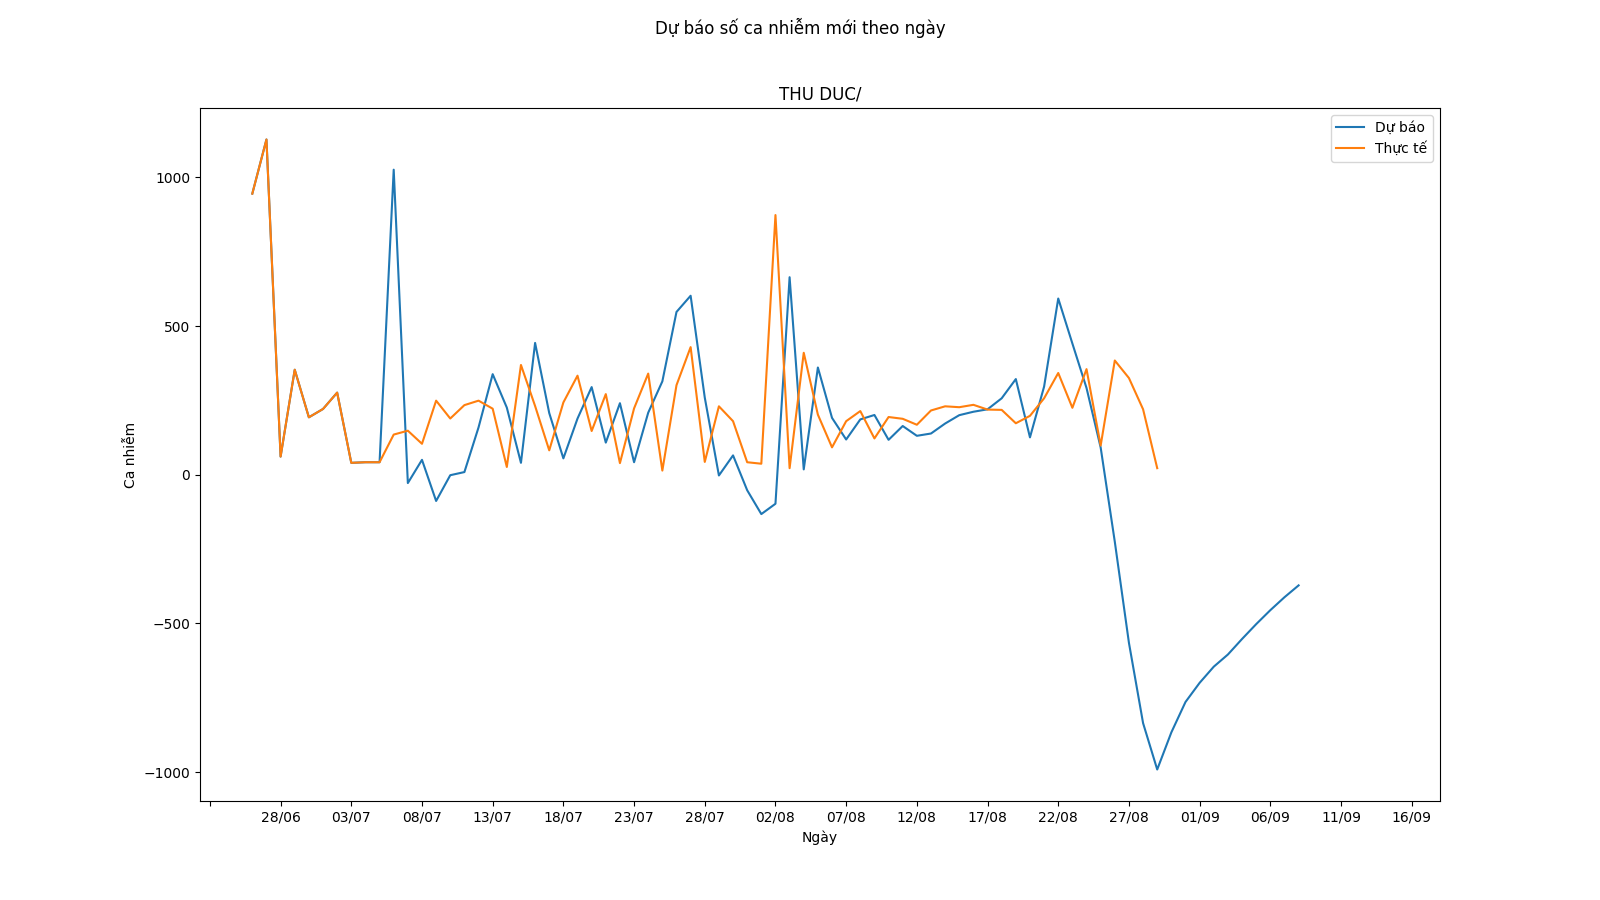 Dự báo số ca nhiễm mới theo ngày
THU DUC/
Dự báo
Thực tế
1000
500
0
−500
−1000
Ca nhiễm
28/06 03/07 08/07 13/07 18/07 23/07 28/07 02/08 07/08 12/08 17/08 22/08 27/08 01/09 06/09 11/09 16/09
Ngày